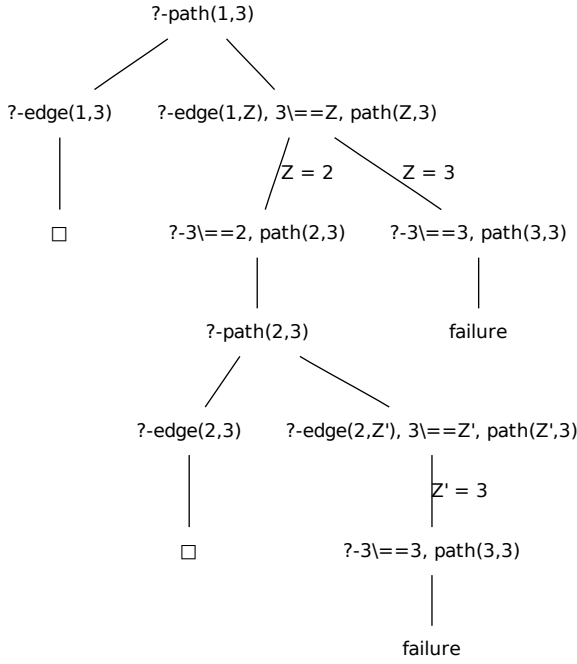 ?-path(1,3)
?-edge(1,3)
?-edge(1,Z), 3\==Z, path(Z,3)
Z = 2
Z = 3
□
?-3\==2, path(2,3)
?-3\==3, path(3,3)
?-path(2,3)
failure
?-edge(2,3)
?-edge(2,Z'), 3\==Z', path(Z',3)
Z' = 3
□
?-3\==3, path(3,3)
failure